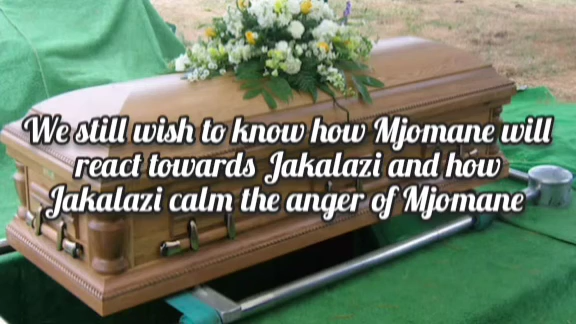 We still wish to know how Mjomane will
react towards Jakalazi and how
Jakalazi calm the anger of Mjomane